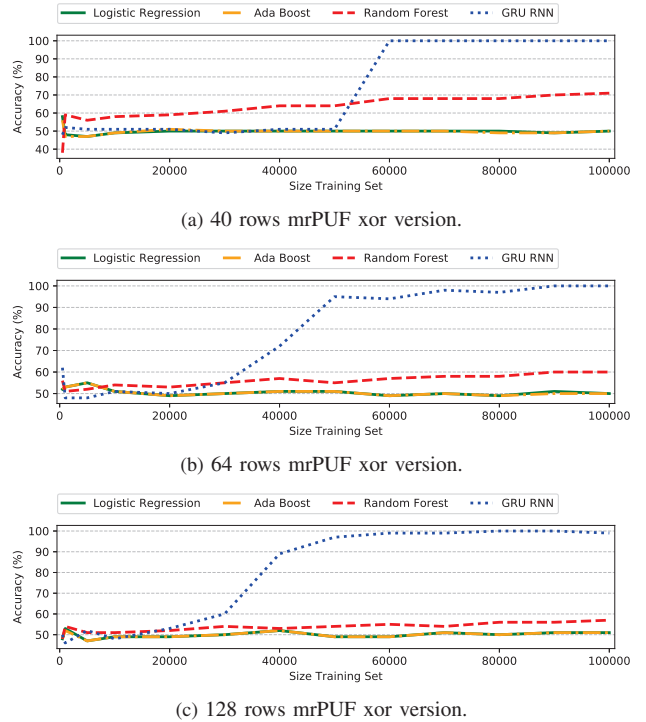 Logistic Regression Ada Boost Random Forest GRU RNN
100
90
80
70
60
50
40
Accuracy (%)
0 20000 40000 60000 80000 100000
Size Training Set
(a) 40 rows mrPUF xor version.
Logistic Regression Ada Boost Random Forest GRU RNN
100
90
80
70
60
50
Accuracy (%)
0 20000 40000 60000 80000 100000
Size Training Set
(b) 64 rows mrPUF xor version.
Logistic Regression Ada Boost Random Forest GRU RNN
100
90
80
70
60
50
Accuracy (%)
0 20000 40000 60000 80000 100000
Size Training Set
(c) 128 rows mrPUF xor version.